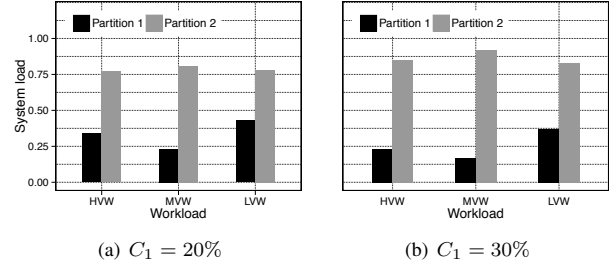 Partition 1 Partition 2
1.00
0.75
0.50
0.25
0.00
System load
HVW MVW LVW
Workload
(a) C₁ = 20%
Partition 1 Partition 2
HVW MVW LVW
Workload
(b) C₁ = 30%